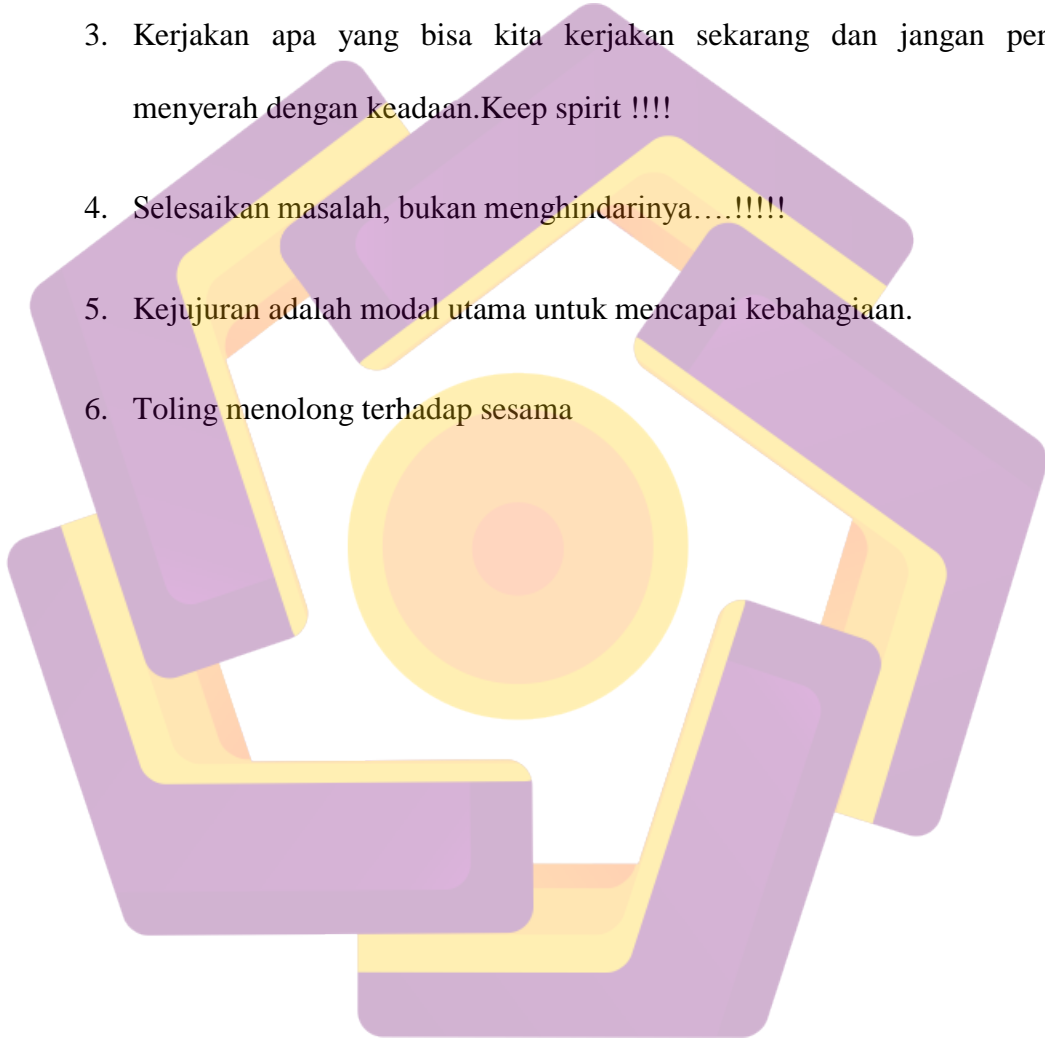 3. Kerjakan apa yang bisa kita kerjakan sekarang dan jangan
menyerah dengan keadaan.Keep spirit !!!!
4. Selesaikan masalah, bukan menghindarinya….!!!!!
5. Kejujuran adalah modal utama untuk mencapai kebahagiaan.
6. Toling menolong terhadap sesama